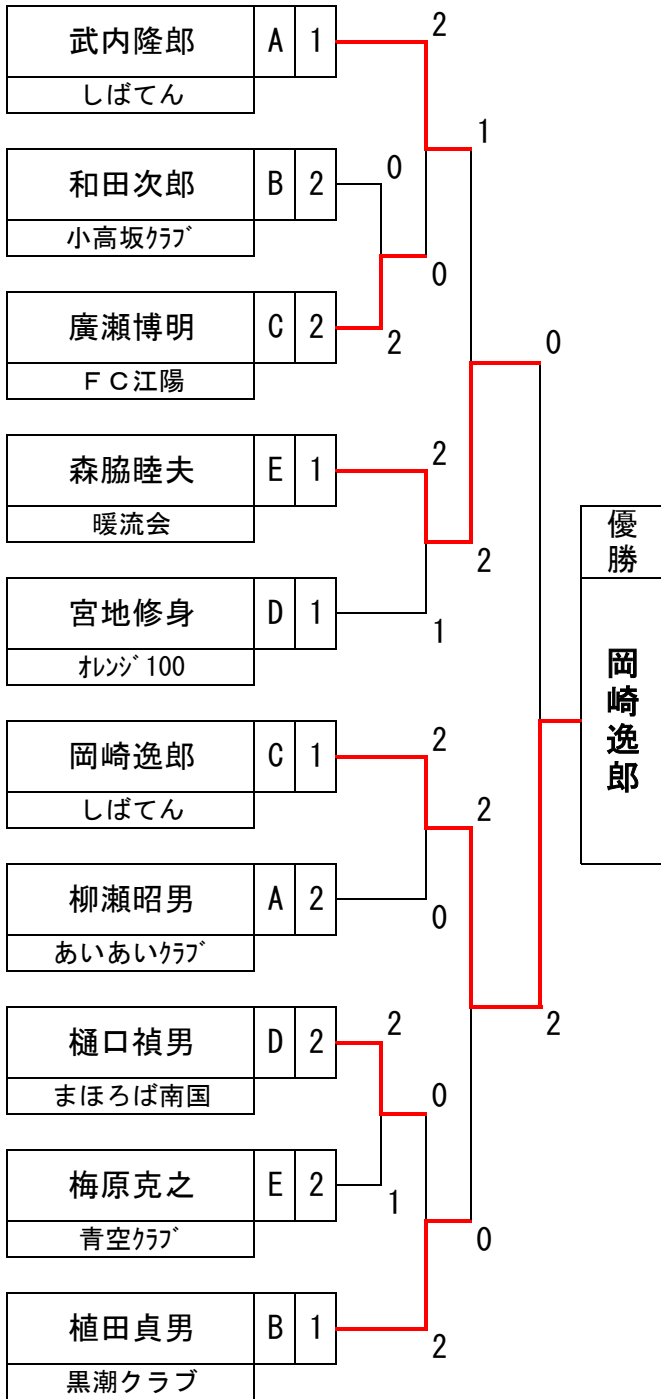 武内隆郎 A 1
しばてん
2
1
和田次郎 B 2
小高坂ｸﾗﾌﾞ
0
0
廣瀬博明 C 2
ＦＣ江陽
2
0
森脇睦夫 E 1
暖流会
2
2
宮地修身 D 1
ｵﾚﾝｼﾞ100
1
優勝
岡崎逸郎
岡崎逸郎 C 1
しばてん
2
2
柳瀬昭男 A 2
あいあいｸﾗﾌﾞ
0
樋口禎男 D 2
まほろば南国
2
0
2
梅原克之 E 2
青空ｸﾗﾌﾞ
1
0
植田貞男 B 1
黒潮クラブ
2